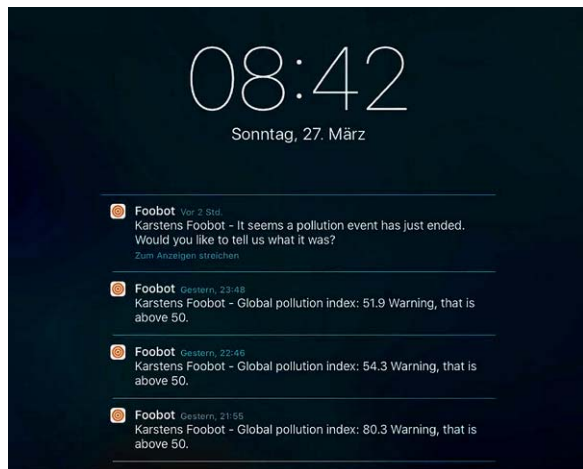 08:42
Sonntag, 27. März
Foobot Vor 2 Std.
Karstens Foobot - It seems a pollution event has just ended.
Would you like to tell us what it was?
Zum Anzeigen streichen
Foobot Gestern, 23:48
Karstens Foobot - Global pollution index: 51.9 Warning, that is
above 50.
Foobot Gestern, 22:46
Karstens Foobot - Global pollution index: 54.3 Warning, that is
above 50.
Foobot Gestern, 21:55
Karstens Foobot - Global pollution index: 80.3 Warning, that is
above 50.